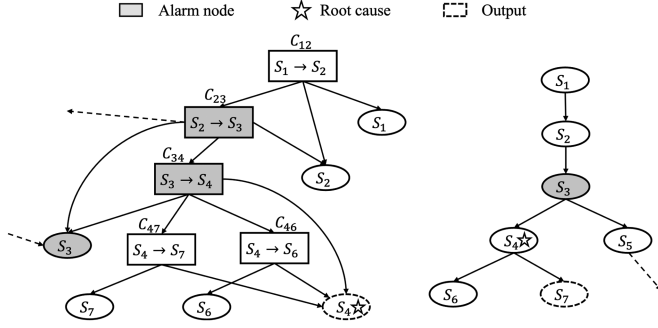 Alarm node Root cause Output
C₁₂
S₁ → S₂
C₂₃
S₂ → S₃
S₁
C₃₄
S₃ → S₄
S₂
C₄₇
C₄₆
S₃
S₄ → S₇
S₄ → S₆
S₇
S₆
S₄
S₁
S₂
S₃
S₄
S₅
S₆
S₇